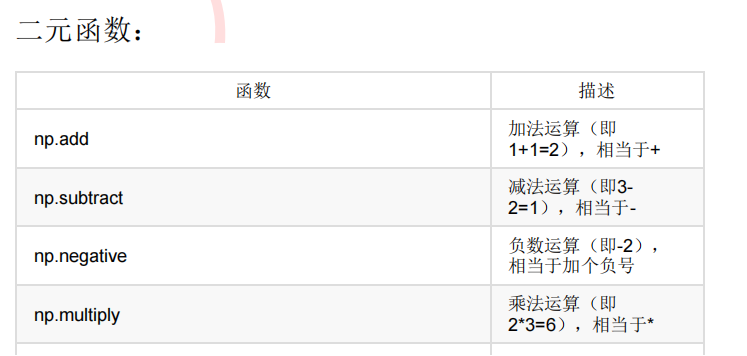 二元函数：
函数 描述
np.add
加法运算（即
1+1=2），相当于+
np.subtract
减法运算（即3-
2=1），相当于-
np.negative
负数运算（即-2），
相当于加个负号
np.multiply
乘法运算（即
2*3=6），相当于*